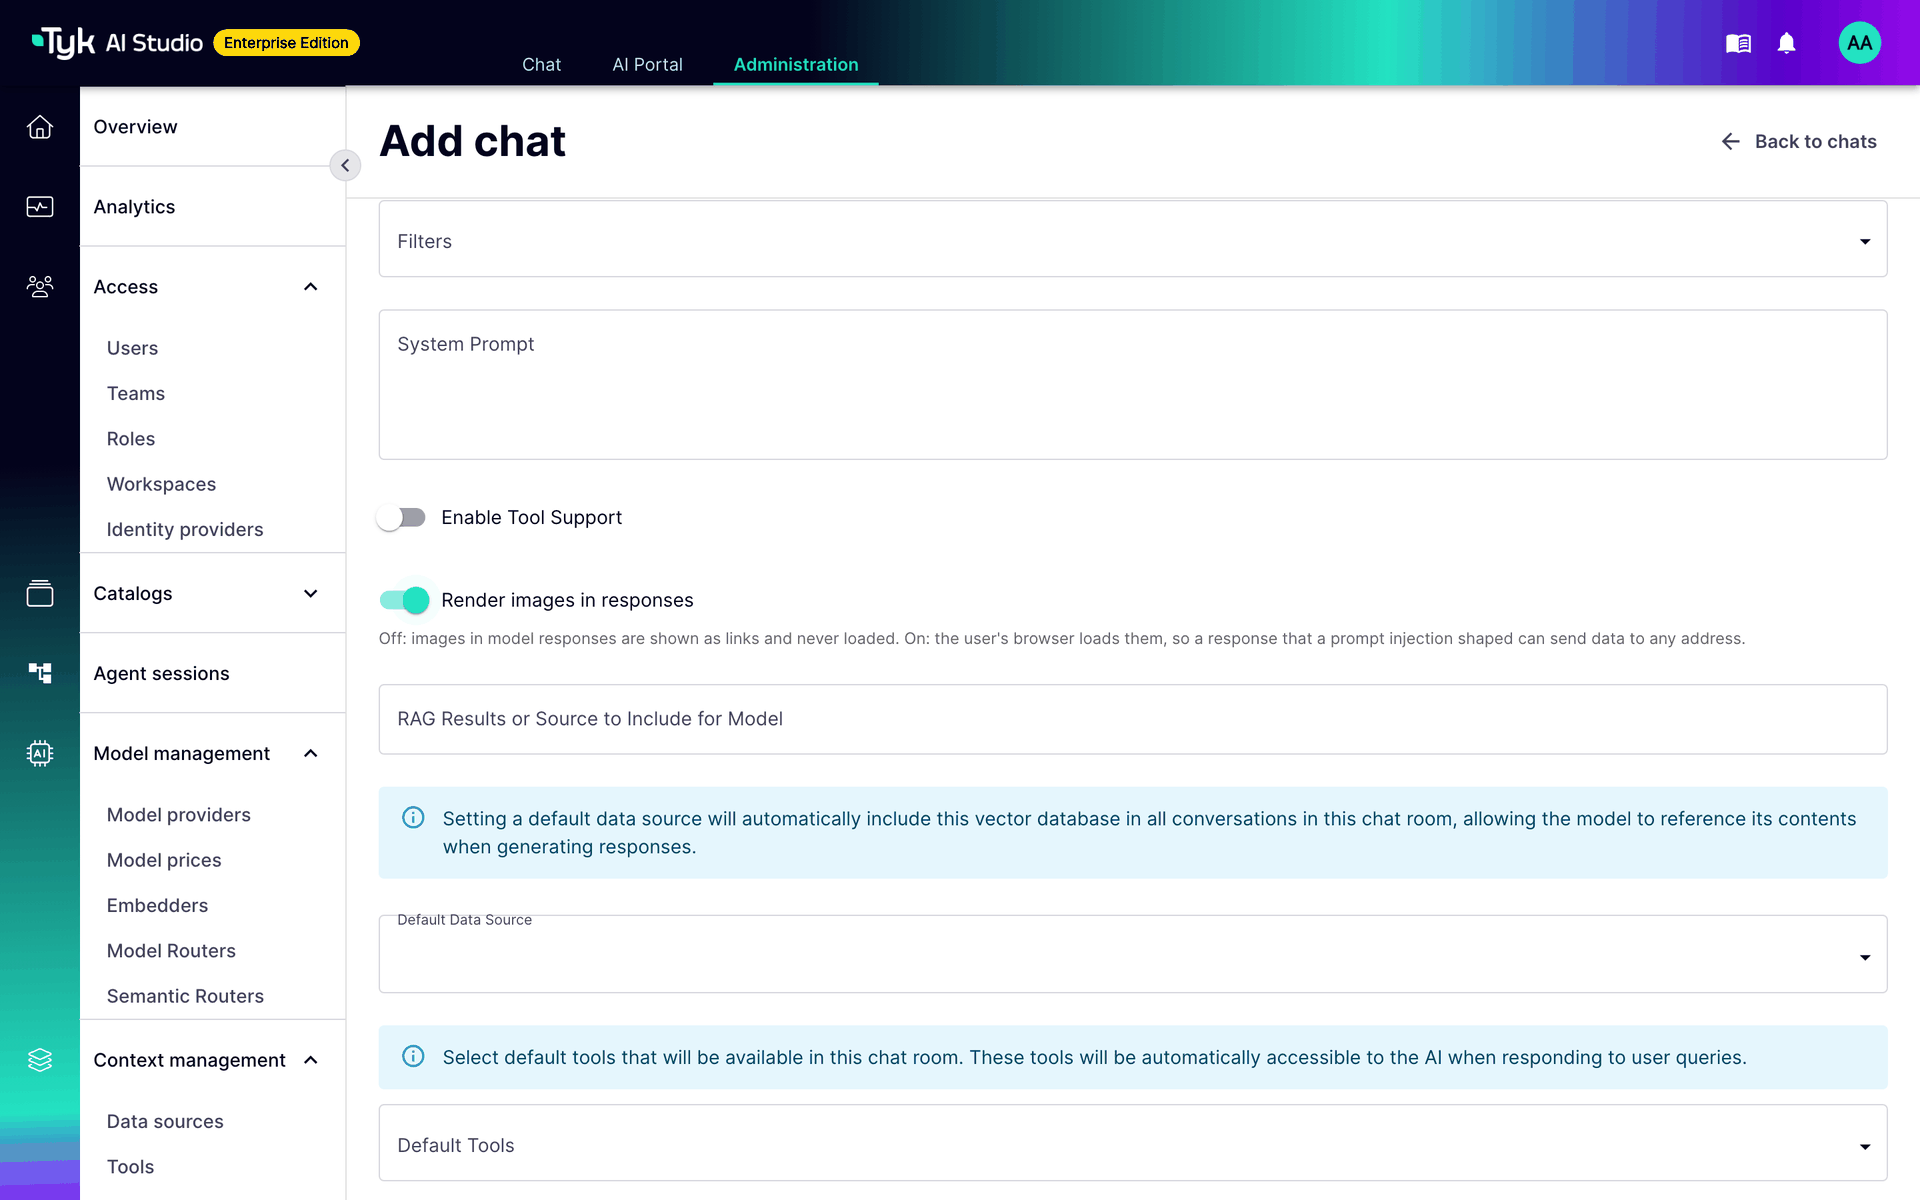 Tyk AI Studio Enterprise Edition
Chat
AI Portal
Administration
AA
Overview
Analytics
Access
Users
Teams
Roles
Workspaces
Identity providers
Catalogs
Agent sessions
Model management
Model providers
Model prices
Embedders
Model Routers
Semantic Routers
Context management
Data sources
Tools
AI
Add chat
Back to chats
Filters
System Prompt
Enable Tool Support
Render images in responses
Off: images in model responses are shown as links and never loaded. On: the user's browser loads them, so a response that a prompt injection shaped can send data to any address.
RAG Results or Source to Include for Model
Setting a default data source will automatically include this vector database in all conversations in this chat room, allowing the model to reference its contents
when generating responses.
Default Data Source
Select default tools that will be available in this chat room. These tools will be automatically accessible to the AI when responding to user queries.
Default Tools